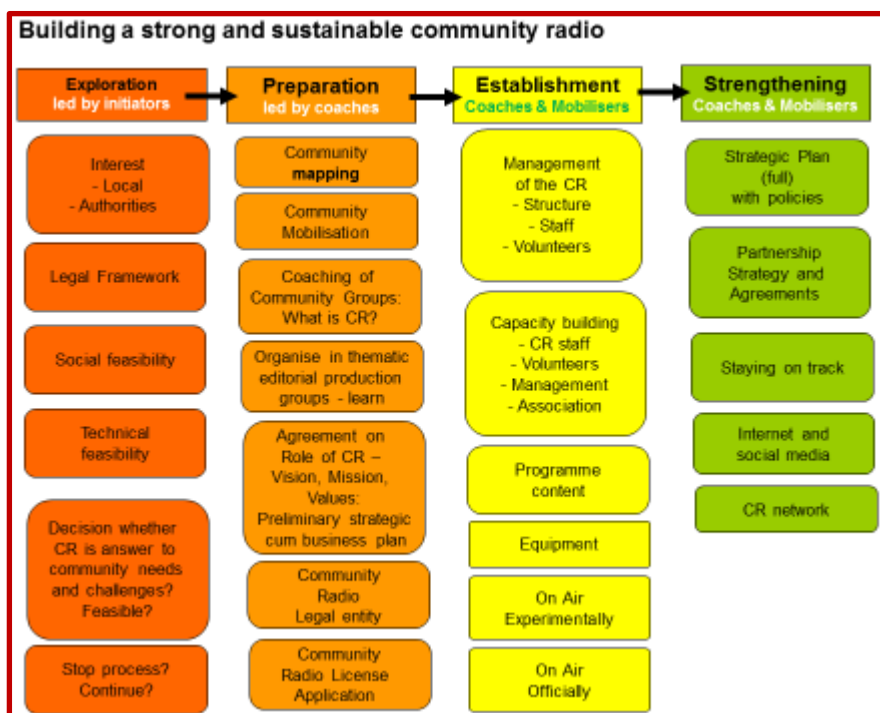 Building a strong and sustainable community radio
Exploration
led by initiators
Interest
- Local
- Authorities
Legal Framework
Social feasibility
Technical
feasibility
Decision whether
CR is answer to
community needs
and challenges?
Feasible?
Stop process?
Continue?
Preparation
led by coaches
Community
mapping
Community
Mobilisation
Coaching of
Community Groups:
What is CR?
Organise in thematic
editorial production
groups - learn
Agreement on
Role of CR –
Vision, Mission,
Values:
Preliminary strategic
cum business plan
Community
Radio
Legal entity
Community
Radio License
Application
Establishment
Coaches & Mobilisers
Management
of the CR
- Structure
- Staff
- Volunteers
Capacity building
- CR staff
- Volunteers
- Management
- Association
Programme
content
Equipment
On Air
Experimentally
On Air
Officially
Strengthening
Coaches & Mobilisers
Strategic Plan
(full)
with policies
Partnership
Strategy and
Agreements
Staying on track
Internet and
social media
CR network